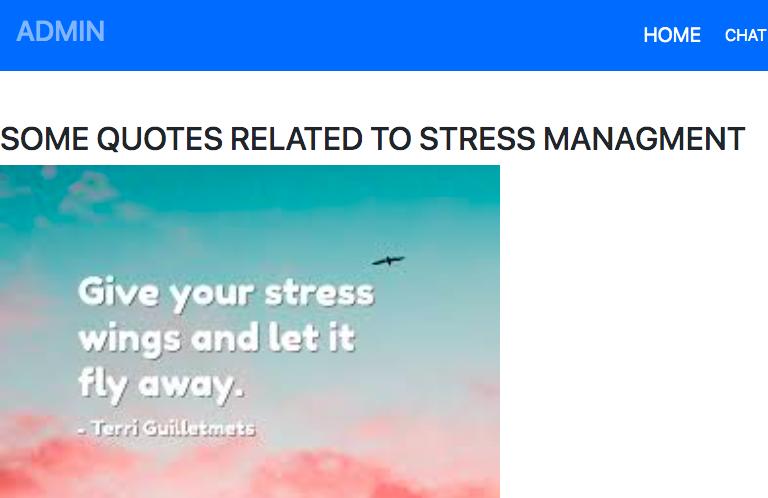 ADMIN HOME CHAT
SOME QUOTES RELATED TO STRESS MANAGMENT
Give your stress
wings and let it
fly away.
- Terri Guilletmets